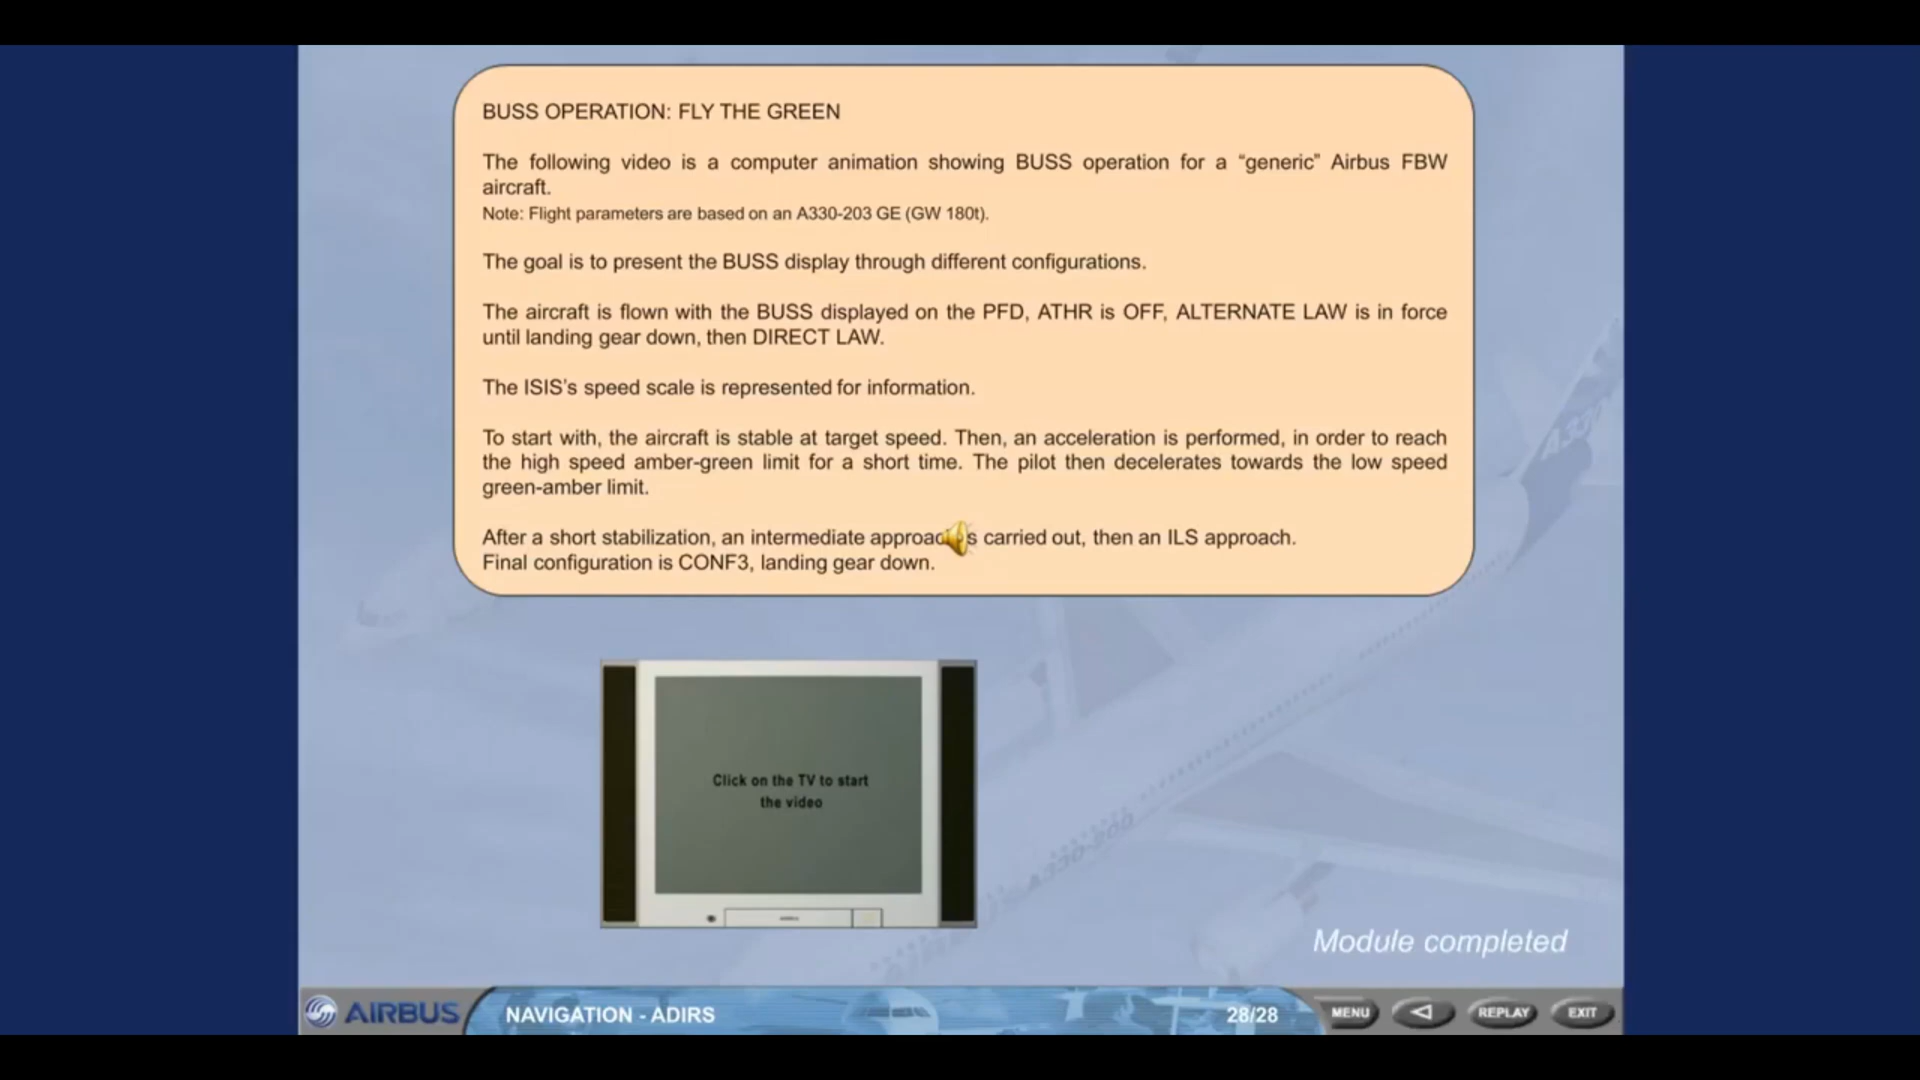 BUSS OPERATION: FLY THE GREEN
The following video is a computer animation showing BUSS operation for a “generic” Airbus FBW
aircraft.
Note: Flight parameters are based on an A330-203 GE (GW 180t).
The goal is to present the BUSS display through different configurations.
The aircraft is flown with the BUSS displayed on the PFD, ATHR is OFF, ALTERNATE LAW is in force
until landing gear down, then DIRECT LAW.
The ISIS’s speed scale is represented for information.
To start with, the aircraft is stable at target speed. Then, an acceleration is performed, in order to reach
the high speed amber-green limit for a short time. The pilot then decelerates towards the low speed
green-amber limit.
After a short stabilization, an intermediate approac s carried out, then an ILS approach.
Final configuration is CONF3, landing gear down.
Click on the TV to start
the video
Module completed
AIRBUS NAVIGATION - ADIRS 28/28 MENU REPLAY EXIT